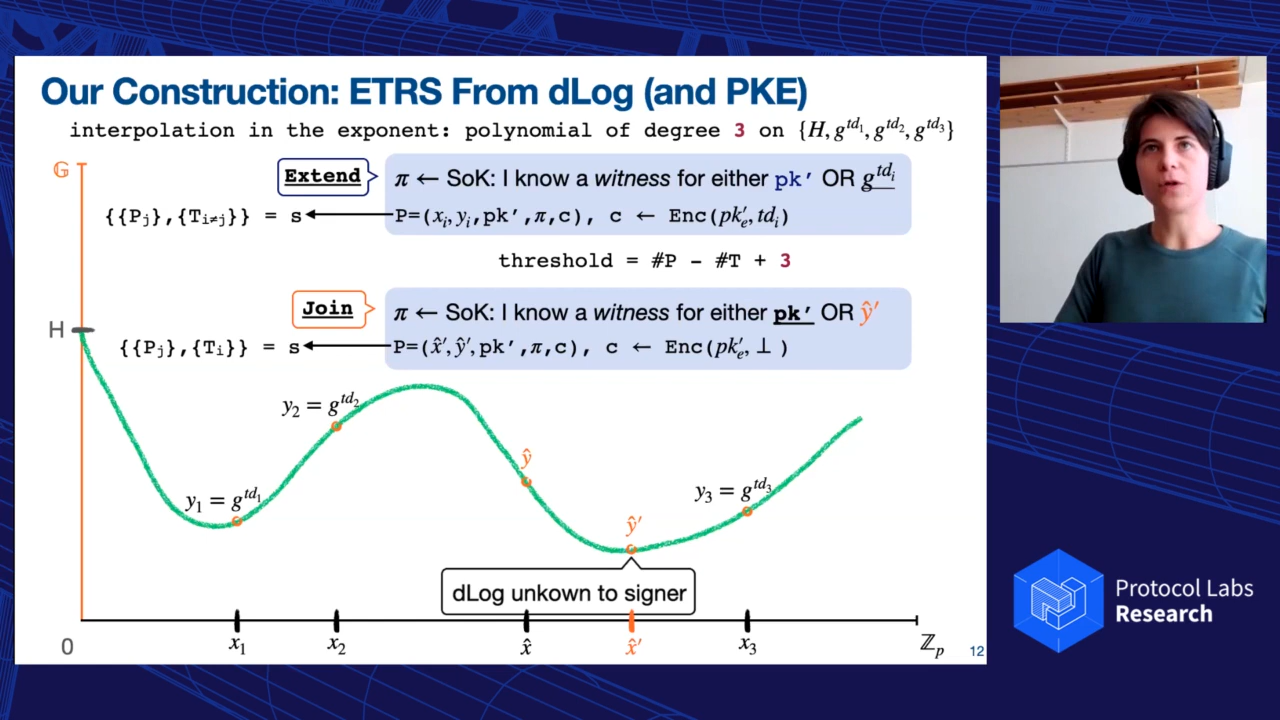 Our Construction: ETRS From dLog (and PKE)
interpolation in the exponent: polynomial of degree 3 on {H, g^{td_1}, g^{td_2}, g^{td_3}}
G
Extend
π ← SoK: I know a witness for either pk' OR g^{td_i}
{{P_j},{T_{i≠j}}} = s ← P=(x_i, y_i, pk', π, c), c ← Enc(pk'_e, td_i)
threshold = #P - #T + 3
Join
π ← SoK: I know a witness for either pk' OR ŷ'
H
{{P_j},{T_i}} = s ← P=(x̂', ŷ', pk', π, c), c ← Enc(pk'_e, ⊥ )
y_2 = g^{td_2}
ŷ
y_1 = g^{td_1}
y_3 = g^{td_3}
ŷ'
dLog unkown to signer
0
x_1
x_2
x̂
x̂'
x_3
ℤ_p
12
Protocol Labs
Research